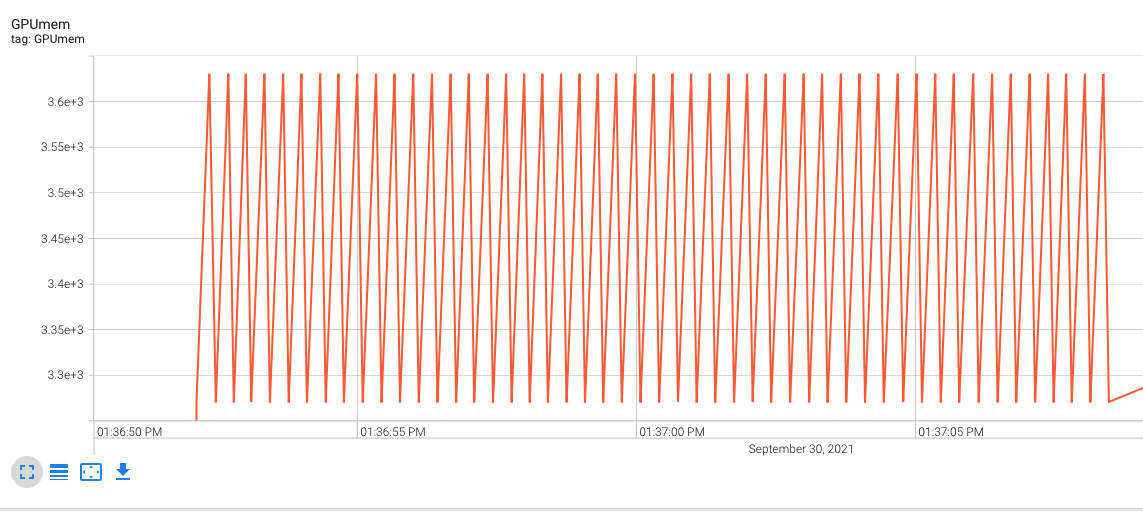 GPUmem
tag: GPUmem
3.6e+3
3.55e+3
3.5e+3
3.45e+3
3.4e+3
3.35e+3
3.3e+3
01:36:50 PM 01:36:55 PM 01:37:00 PM 01:37:05 PM
September 30, 2021